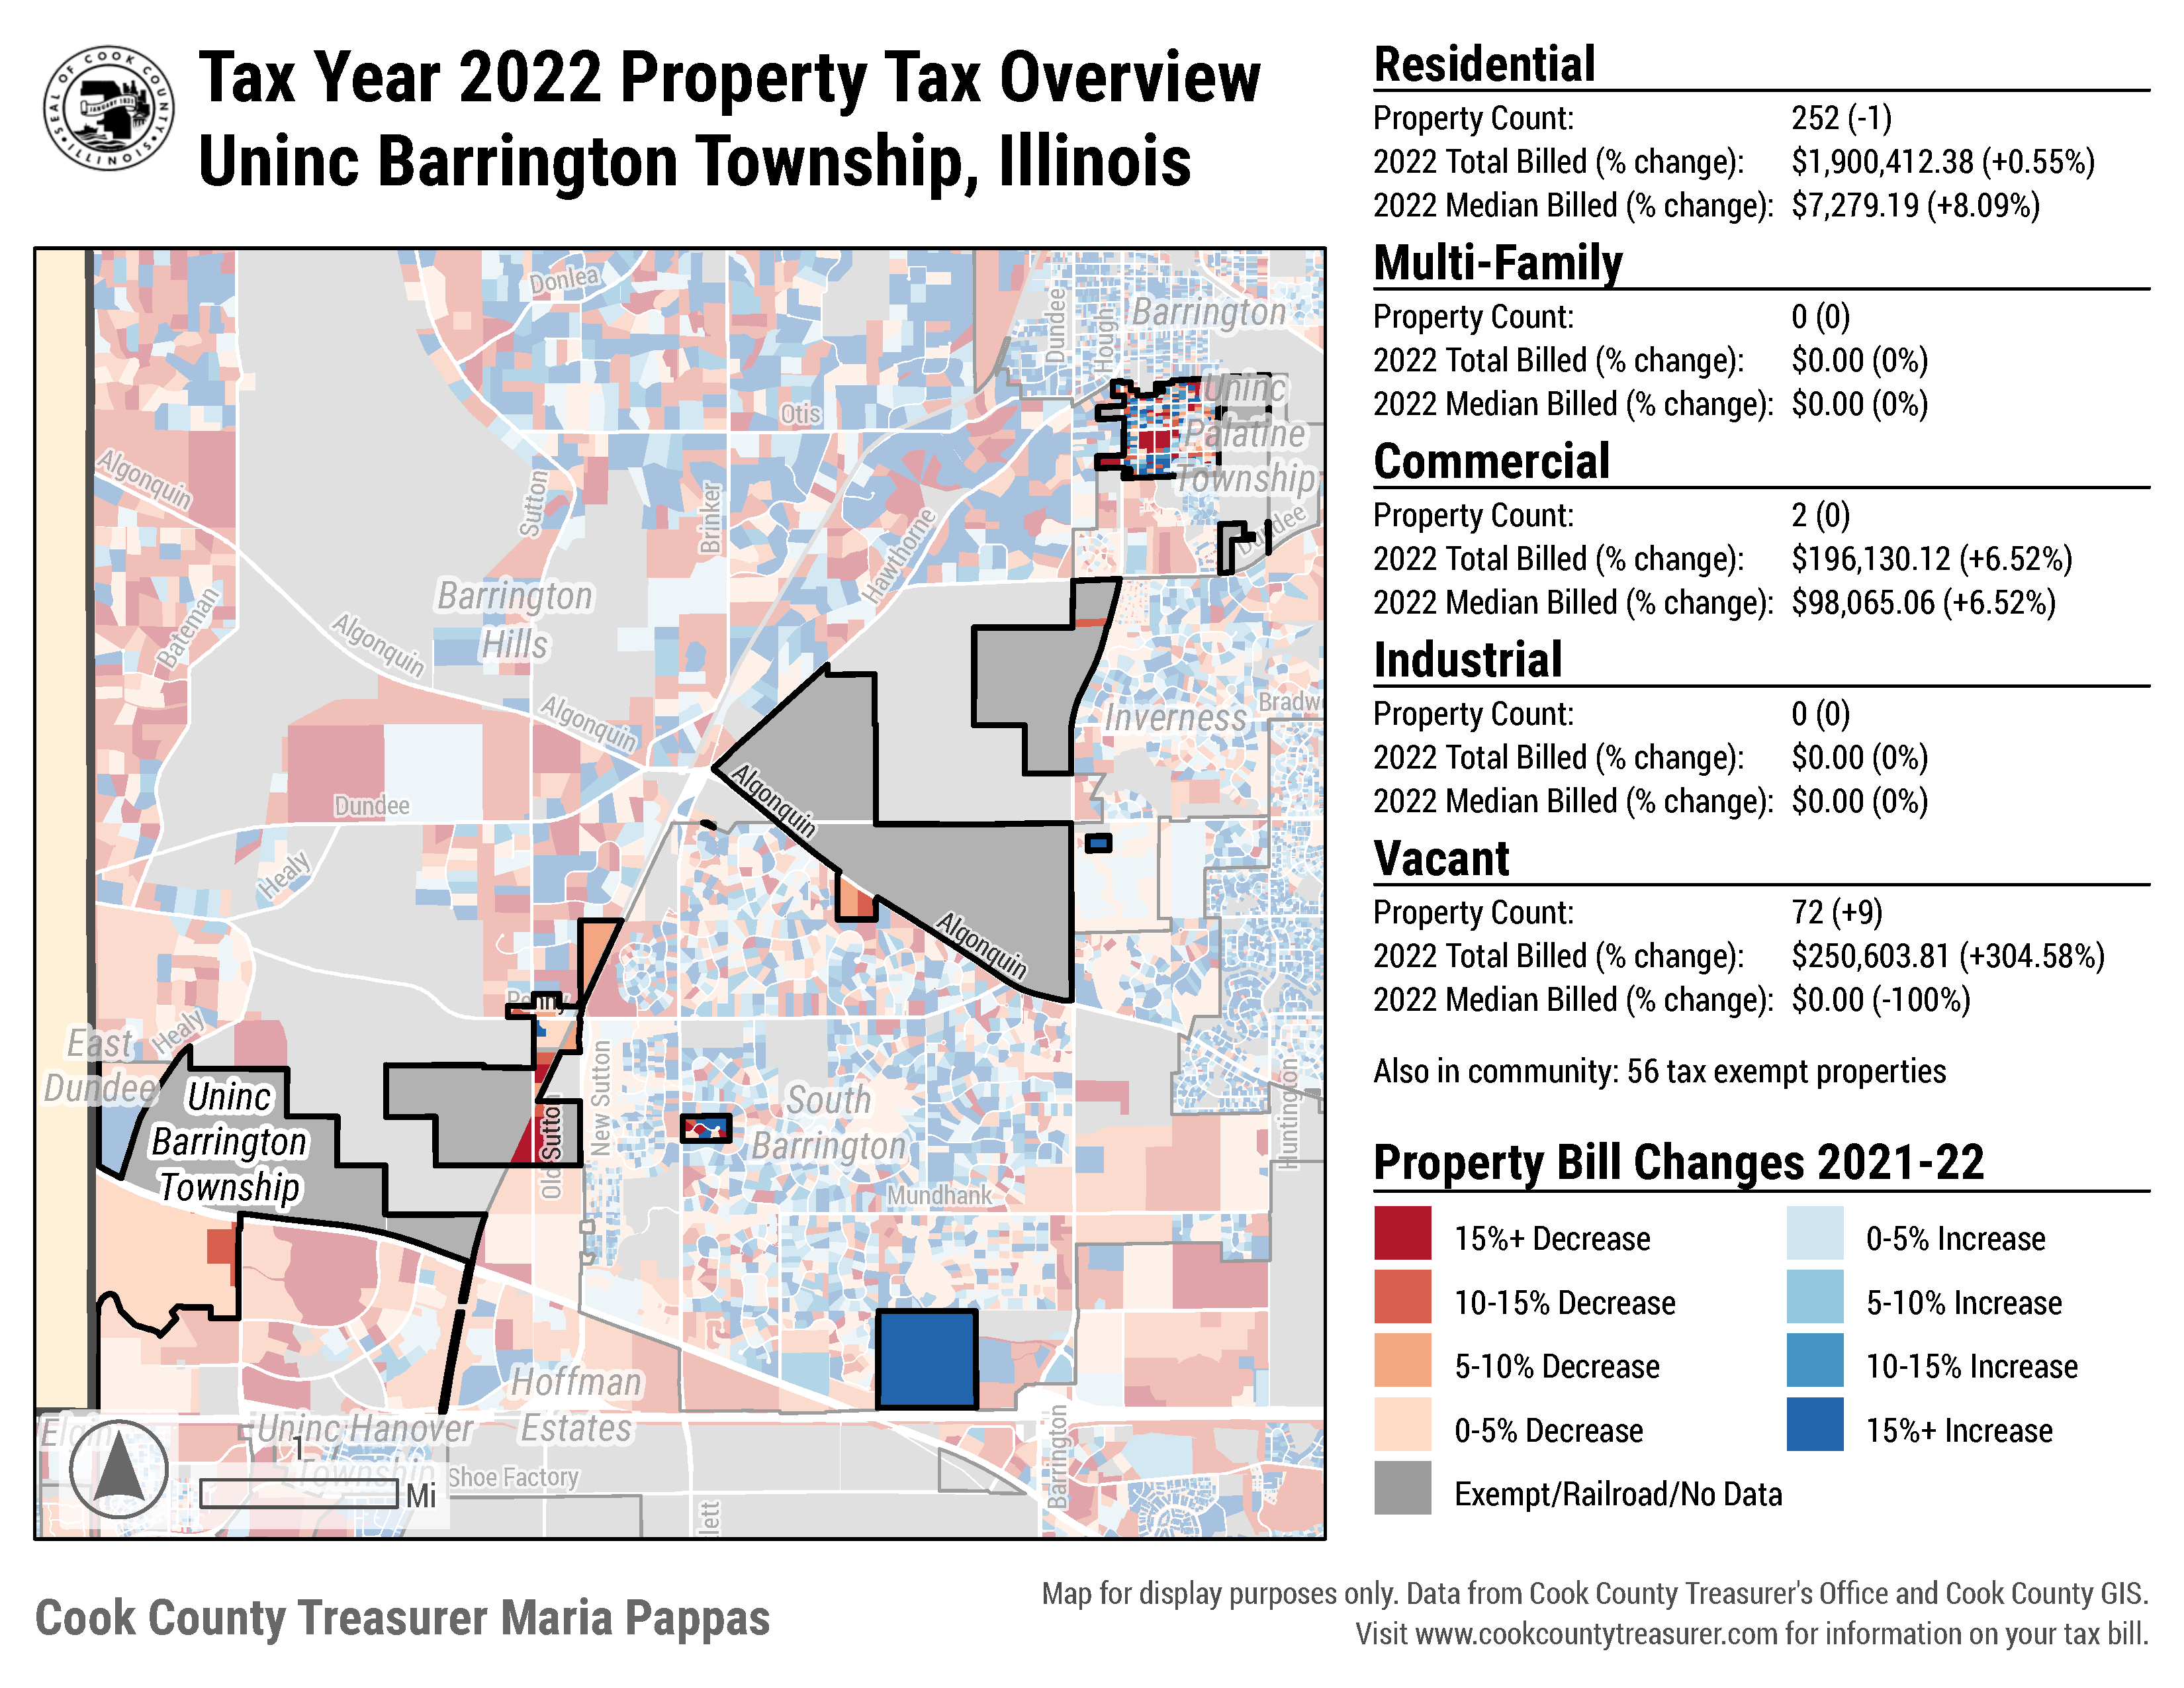 SEAL OF COOK COUNTY
ILLINOIS
Tax Year 2022 Property Tax Overview
Uninc Barrington Township, Illinois
Residential
Property Count: 252 (-1)
2022 Total Billed (% change): $1,900,412.38 (+0.55%)
2022 Median Billed (% change): $7,279.19 (+8.09%)
Multi-Family
Property Count: 0 (0)
2022 Total Billed (% change): $0.00 (0%)
2022 Median Billed (% change): $0.00 (0%)
Commercial
Property Count: 2 (0)
2022 Total Billed (% change): $196,130.12 (+6.52%)
2022 Median Billed (% change): $98,065.06 (+6.52%)
Industrial
Property Count: 0 (0)
2022 Total Billed (% change): $0.00 (0%)
2022 Median Billed (% change): $0.00 (0%)
Vacant
Property Count: 72 (+9)
2022 Total Billed (% change): $250,603.81 (+304.58%)
2022 Median Billed (% change): $0.00 (-100%)
Also in community: 56 tax exempt properties
Property Bill Changes 2021-22
15%+ Decrease
10-15% Decrease
5-10% Decrease
0-5% Decrease
Exempt/Railroad/No Data
0-5% Increase
5-10% Increase
10-15% Increase
15%+ Increase
Donlea
Dundee
Hough
Barrington
Otis
Uninc
Palatine
Township
Dundee
Algonquin
Sutton
Brinker
Hawthorne
Barrington
Hills
Bateman
Algonquin
Algonquin
Inverness
Bradw
Dundee
Algonquin
Healy
Algonquin
Penny
East
Dundee
Healy
Uninc
Barrington
Township
New Sutton
Old Sutton
South
Barrington
Huntington
Mundhank
Hoffman
Estates
Elgin
Uninc Hanover
Township
Shoe Factory
Barrington
lett
1
Mi
Cook County Treasurer Maria Pappas
Map for display purposes only. Data from Cook County Treasurer's Office and Cook County GIS.
Visit www.cookcountytreasurer.com for information on your tax bill.